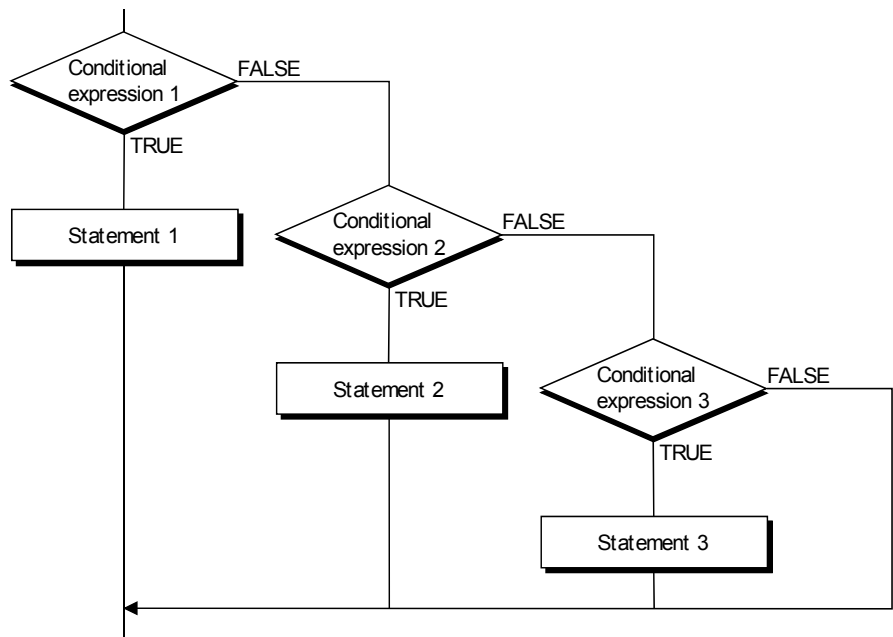 Conditional
expression 1
FALSE
TRUE
Statement 1
Conditional
expression 2
FALSE
TRUE
Statement 2
Conditional
expression 3
FALSE
TRUE
Statement 3